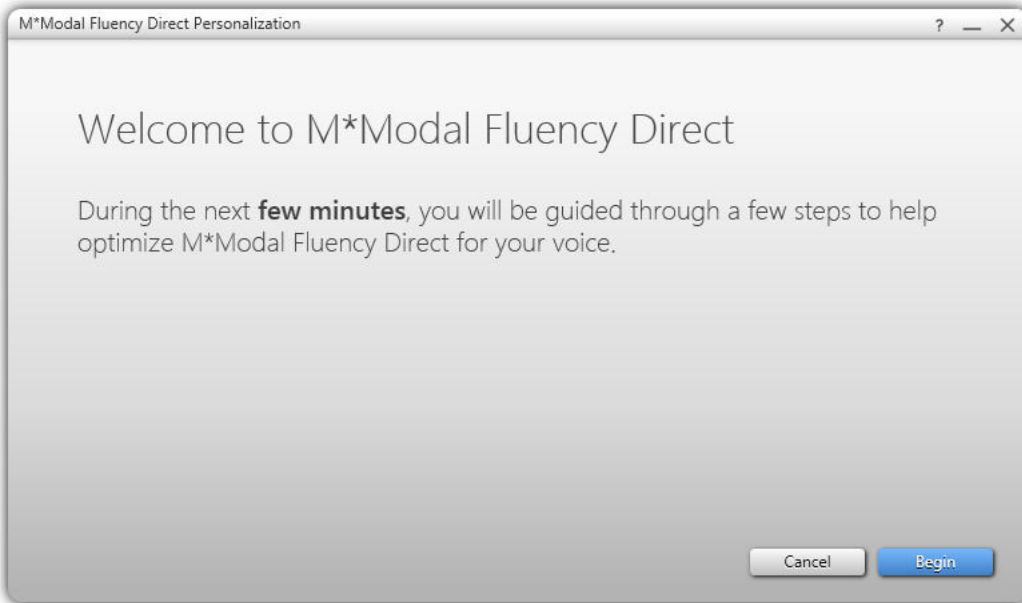 M*Modal Fluency Direct Personalization ?
Welcome to M*Modal Fluency Direct
During the next few minutes, you will be guided through a few steps to help
optimize M*Modal Fluency Direct for your voice.
Cancel Begin